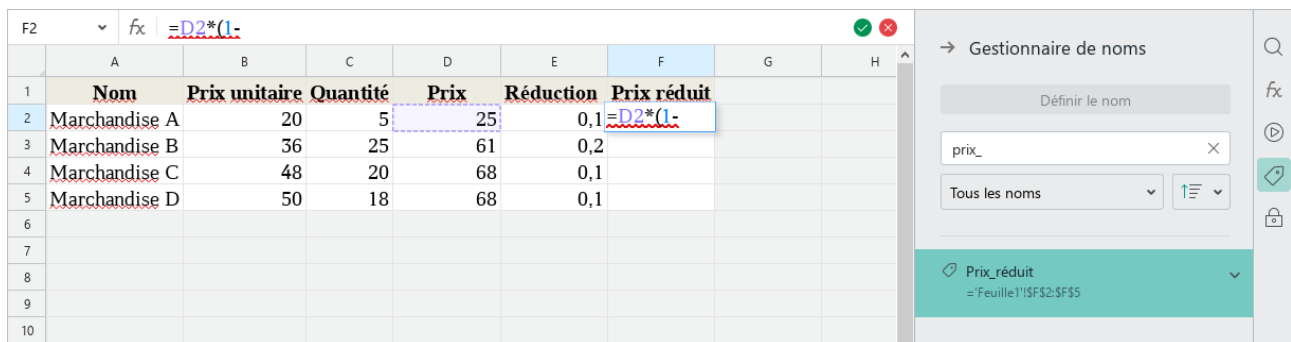 F2 fx =D2*(1-
A B C D E F G H
1 Nom Prix unitaire Quantité Prix Réduction Prix réduit
2 Marchandise A 20 5 25 0,1 =D2*(1-
3 Marchandise B 36 25 61 0,2
4 Marchandise C 48 20 68 0,1
5 Marchandise D 50 18 68 0,1
6
7
8
9
10
Gestionnaire de noms
Définir le nom
prix_
Tous les noms
Prix_réduit
='Feuille1'!$F$2:$F$5
fx